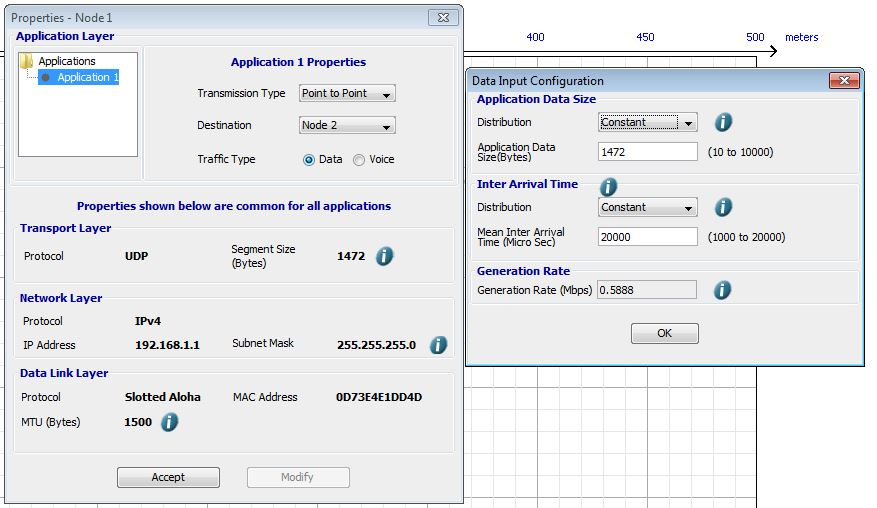 Properties - Node 1
Application Layer
Applications
Application 1
Application 1 Properties
Transmission Type Point to Point
Destination Node 2
Traffic Type Data Voice
Properties shown below are common for all applications
Transport Layer
Protocol UDP Segment Size
(Bytes) 1472
Network Layer
Protocol IPv4
IP Address 192.168.1.1 Subnet Mask 255.255.255.0
Data Link Layer
Protocol Slotted Aloha MAC Address 0D73E4E1DD4D
MTU (Bytes) 1500
Accept Modify
400 450 500 meters
Data Input Configuration
Application Data Size
Distribution Constant
Application Data
Size(Bytes) 1472 (10 to 10000)
Inter Arrival Time
Distribution Constant
Mean Inter Arrival
Time (Micro Sec) 20000 (1000 to 20000)
Generation Rate
Generation Rate (Mbps) 0.5888
OK